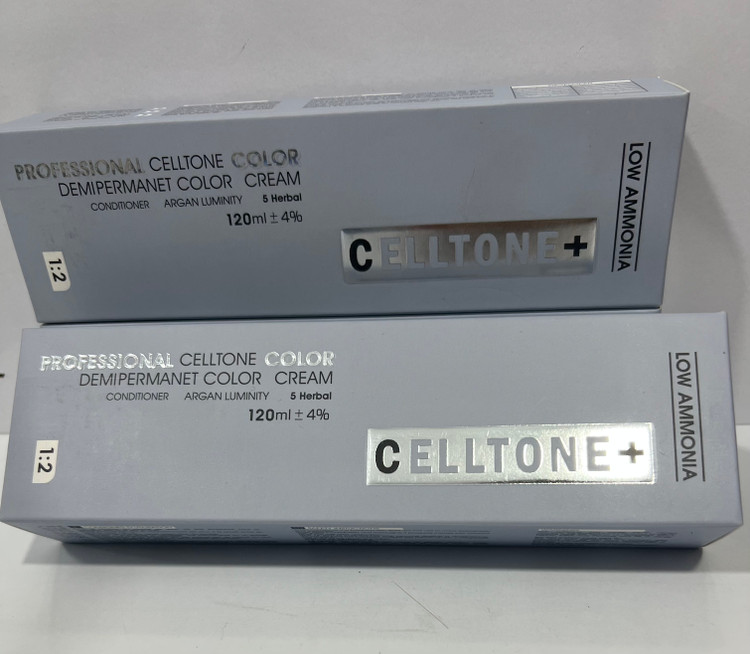 PROFESSIONAL CELLTONE COLOR
DEMIPERMANET COLOR CREAM
CONDITIONER ARGAN LUMINITY 5 Herbal
120ml ± 4%
1:2
CELLTONE+
LOW AMMONIA
PROFESSIONAL CELLTONE COLOR
DEMIPERMANET COLOR CREAM
CONDITIONER ARGAN LUMINITY 5 Herbal
120ml ± 4%
1:2
CELLTONE+
LOW AMMONIA